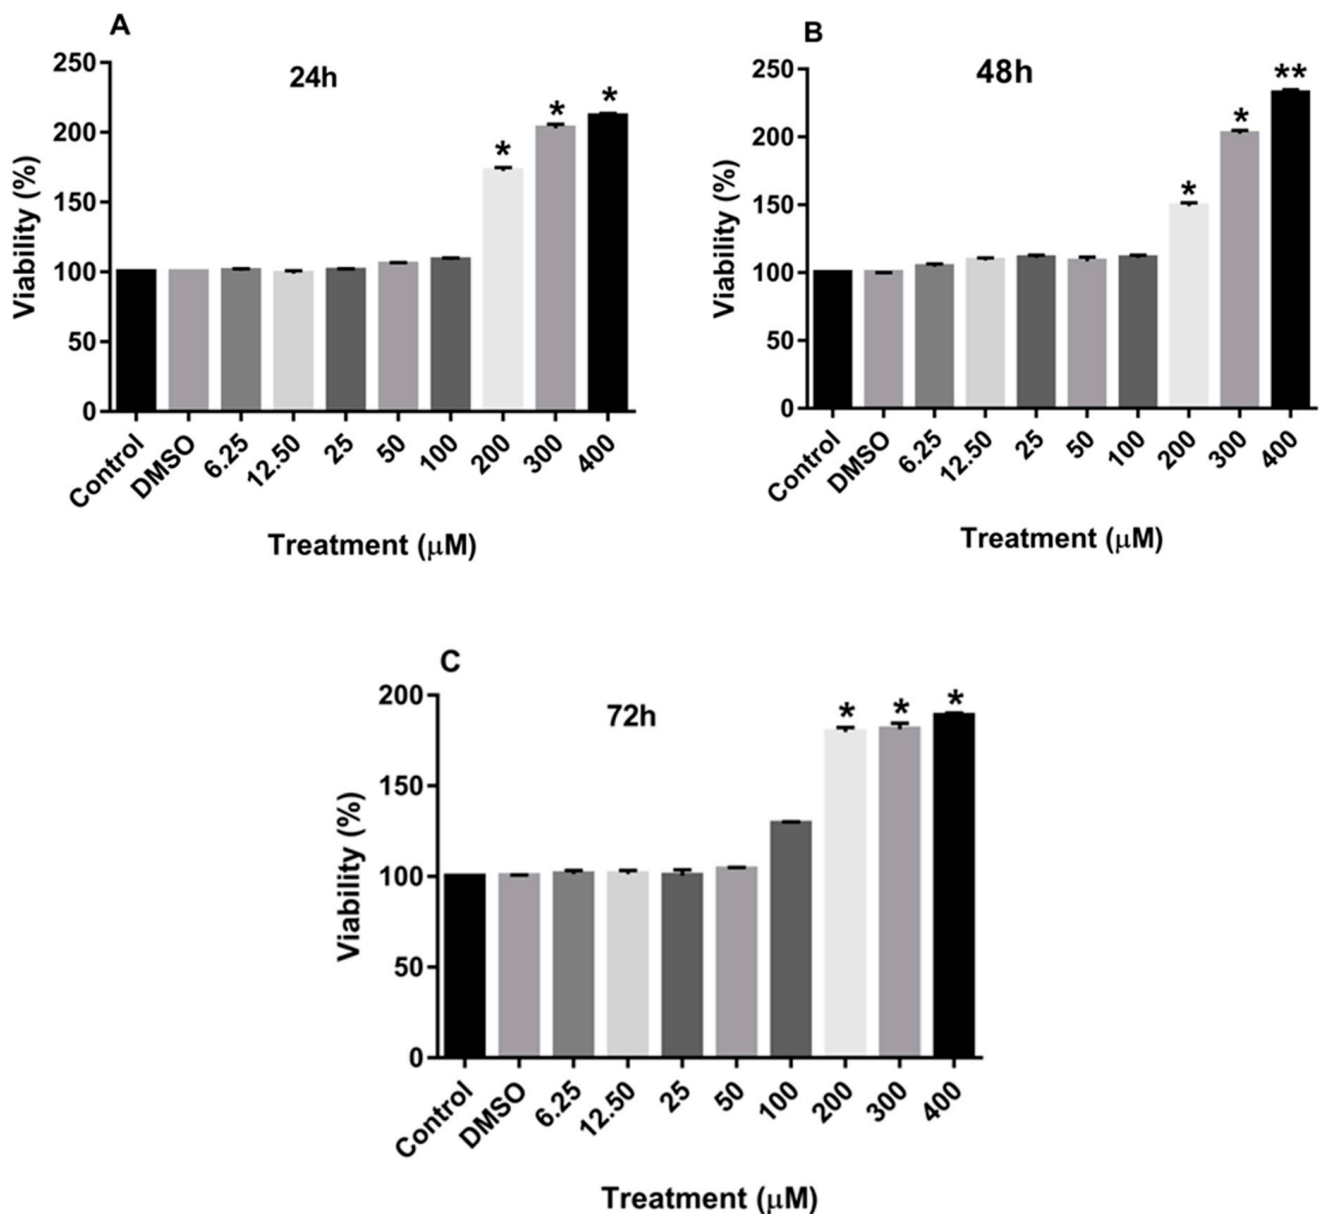 A
24h
Viability (%)
250
200
150
100
50
0
* * *
Control DMSO 6.25 12.50 25 50 100 200 300 400
Treatment (μM)
B
48h
Viability (%)
250
200
150
100
50
0
* * **
Control DMSO 6.25 12.50 25 50 100 200 300 400
Treatment (μM)
C
72h
Viability (%)
200
150
100
50
0
* * *
Control DMSO 6.25 12.50 25 50 100 200 300 400
Treatment (μM)